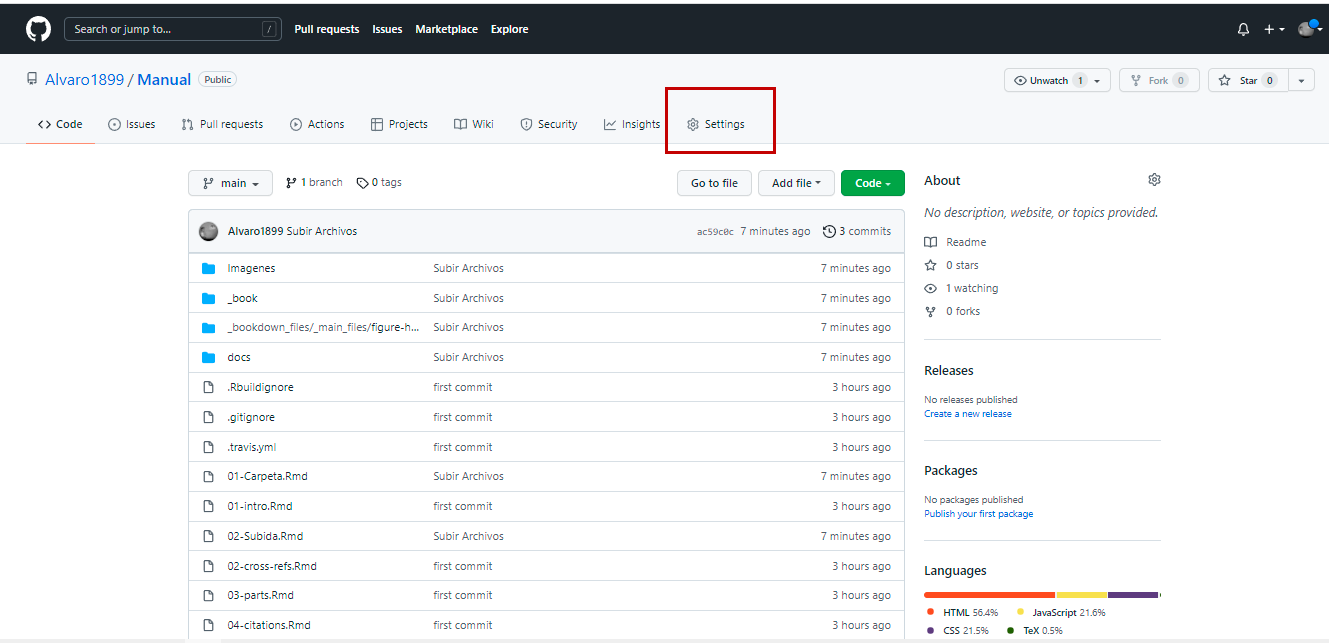 Search or jump to... / Pull requests Issues Marketplace Explore
Alvaro1899 / Manual Public Unwatch 1 Fork 0 Star 0
Code Issues Pull requests Actions Projects Wiki Security Insights Settings
main 1 branch 0 tags Go to file Add file Code
Alvaro1899 Subir Archivos ac59c0c 7 minutes ago 3 commits
Imagenes Subir Archivos 7 minutes ago
_book Subir Archivos 7 minutes ago
_bookdown_files/_main_files/figure-h... Subir Archivos 7 minutes ago
docs Subir Archivos 7 minutes ago
.Rbuildignore first commit 3 hours ago
.gitignore first commit 3 hours ago
.travis.yml first commit 3 hours ago
01-Carpeta.Rmd Subir Archivos 7 minutes ago
01-intro.Rmd first commit 3 hours ago
02-Subida.Rmd Subir Archivos 7 minutes ago
02-cross-refs.Rmd first commit 3 hours ago
03-parts.Rmd first commit 3 hours ago
04-citations.Rmd first commit 3 hours ago
About
No description, website, or topics provided.
Readme
0 stars
1 watching
0 forks
Releases
No releases published
Create a new release
Packages
No packages published
Publish your first package
Languages
HTML 56.4% JavaScript 21.6%
CSS 21.5% TeX 0.5%